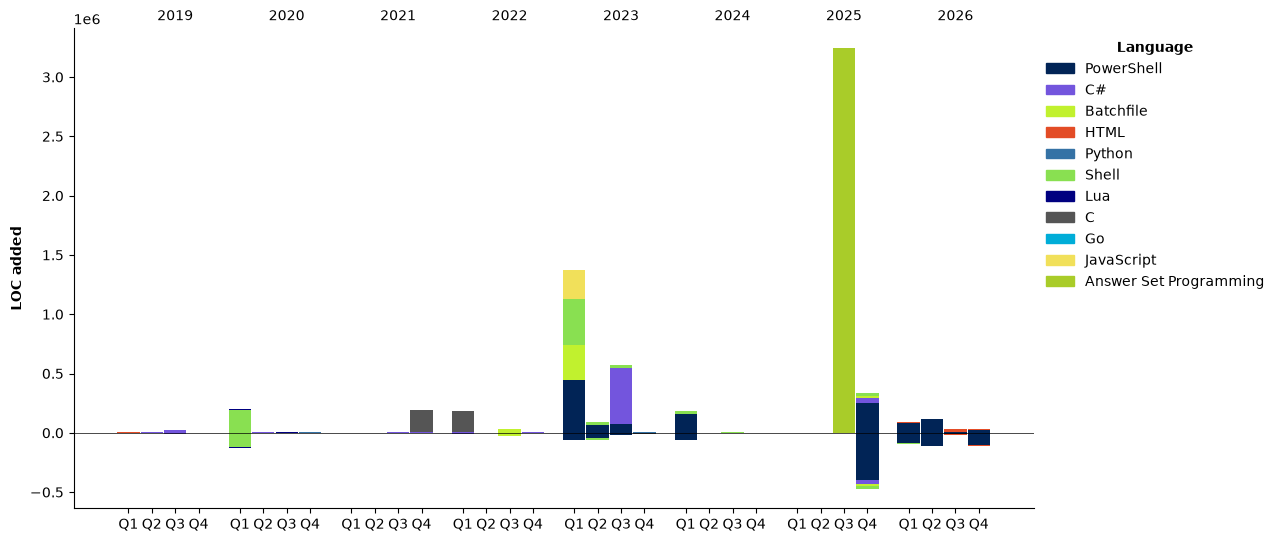 1e6
2019 2020 2021 2022 2023 2024 2025 2026
LOC added
3.0
2.5
2.0
1.5
1.0
0.5
0.0
−0.5
Q1 Q2 Q3 Q4 Q1 Q2 Q3 Q4 Q1 Q2 Q3 Q4 Q1 Q2 Q3 Q4 Q1 Q2 Q3 Q4 Q1 Q2 Q3 Q4 Q1 Q2 Q3 Q4 Q1 Q2 Q3 Q4
Language
PowerShell
C#
Batchfile
HTML
Python
Shell
Lua
C
Go
JavaScript
Answer Set Programming